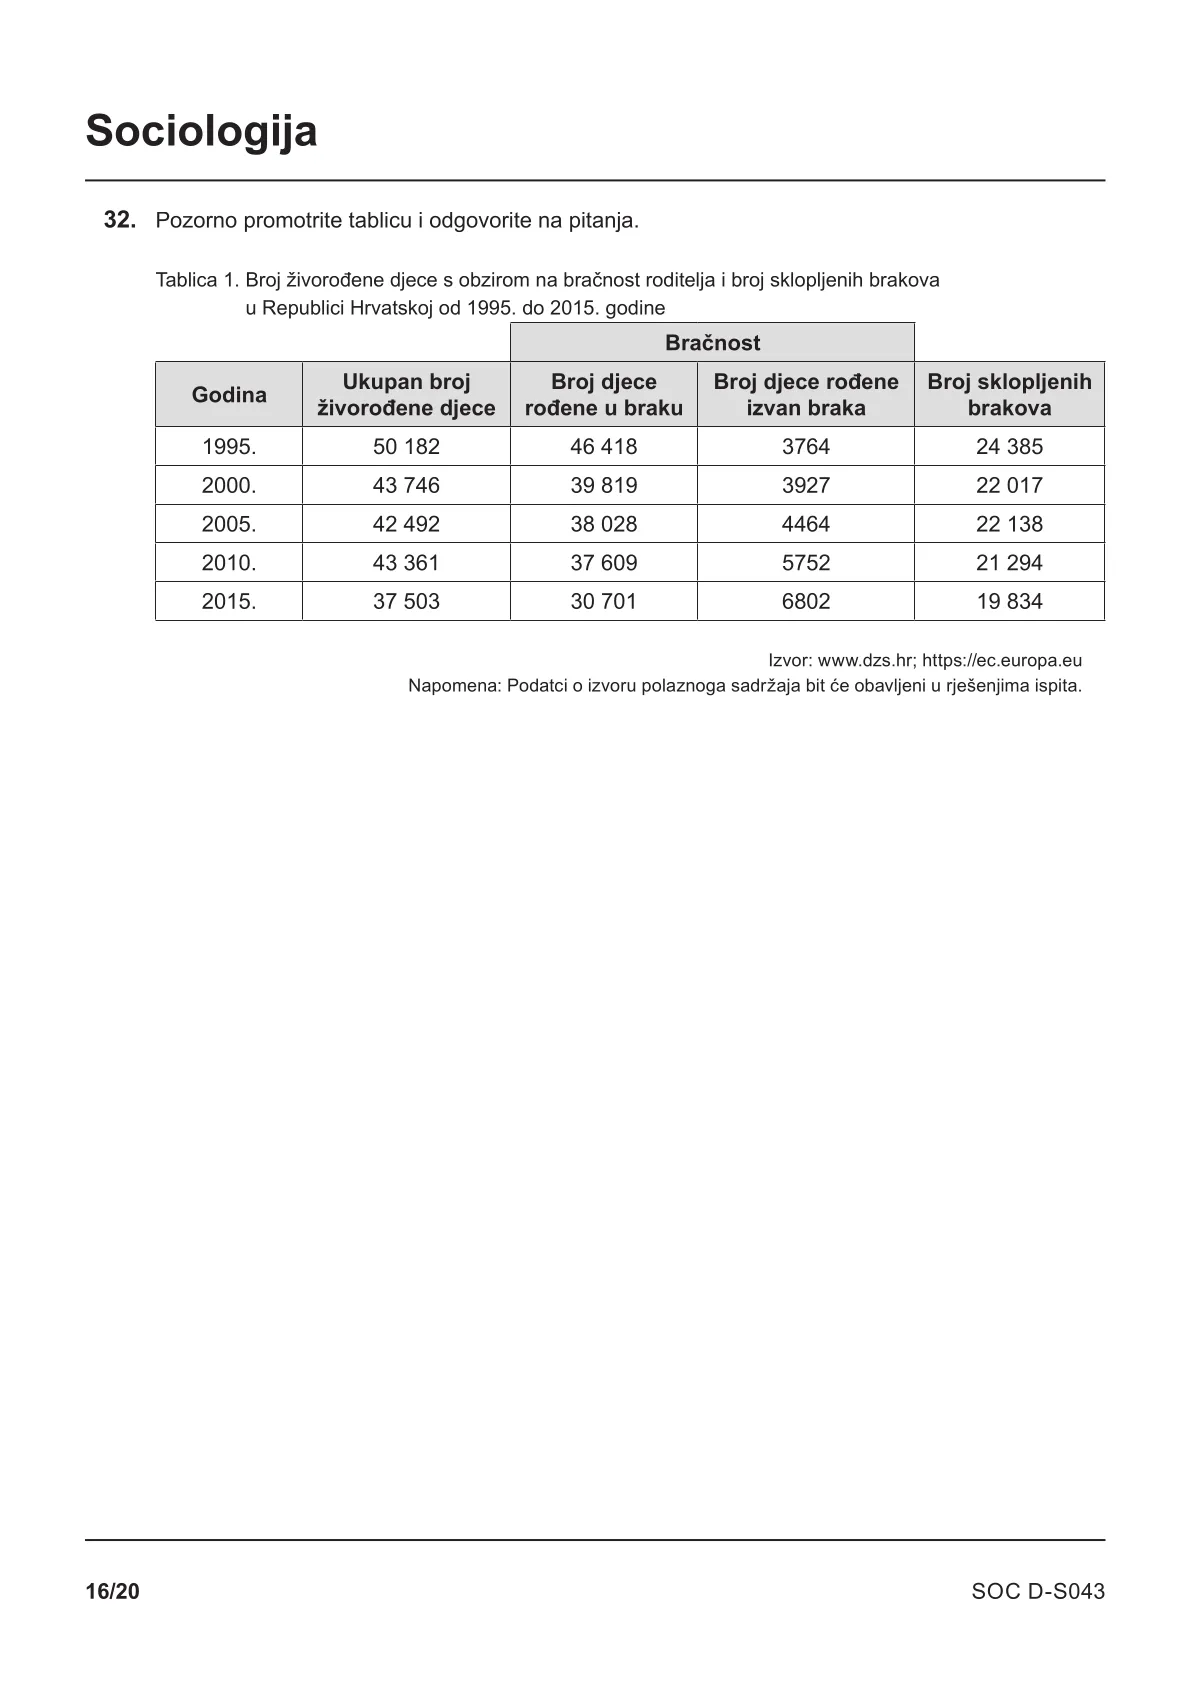 Sociologija
32. Pozorno promotrite tablicu i odgovorite na pitanja.
Tablica 1. Broj živorođene djece s obzirom na bračnost roditelja i broj sklopljenih brakova
u Republici Hrvatskoj od 1995. do 2015. godine
Bračnost
Godina Ukupan broj živorođene djece Broj djece rođene u braku Broj djece rođene izvan braka Broj sklopljenih brakova
1995. 50 182 46 418 3764 24 385
2000. 43 746 39 819 3927 22 017
2005. 42 492 38 028 4464 22 138
2010. 43 361 37 609 5752 21 294
2015. 37 503 30 701 6802 19 834
Izvor: www.dzs.hr; https://ec.europa.eu
Napomena: Podatci o izvoru polaznoga sadržaja bit će obavljeni u rješenjima ispita.
16/20 SOC D-S043